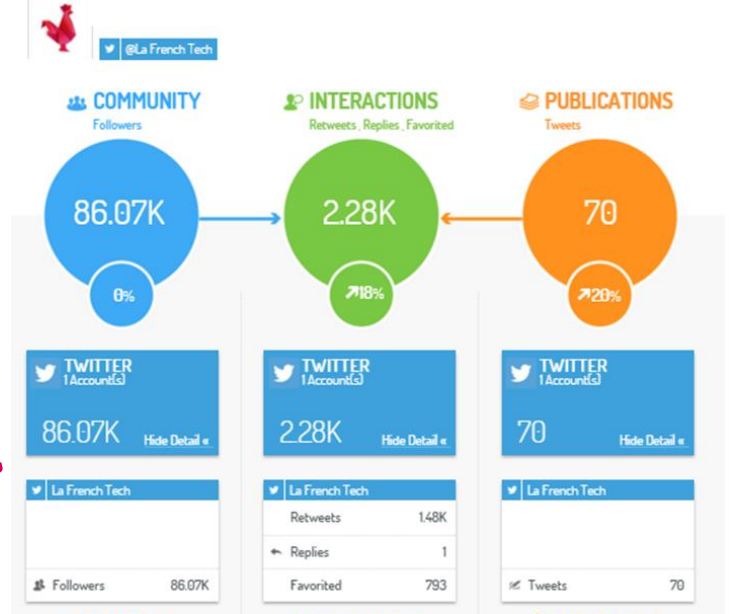 @La French Tech
COMMUNITY
Followers
INTERACTIONS
Retweets , Replies , Favorited
PUBLICATIONS
Tweets
86.07K
2.28K
70
0%
18%
20%
TWITTER
1 Account(s)
86.07K
Hide Detail «
TWITTER
1 Account(s)
2.28K
Hide Detail «
TWITTER
1 Account(s)
70
Hide Detail «
La French Tech
Followers 86.07K
La French Tech
Retweets 1.48K
Replies 1
Favorited 793
La French Tech
Tweets 70